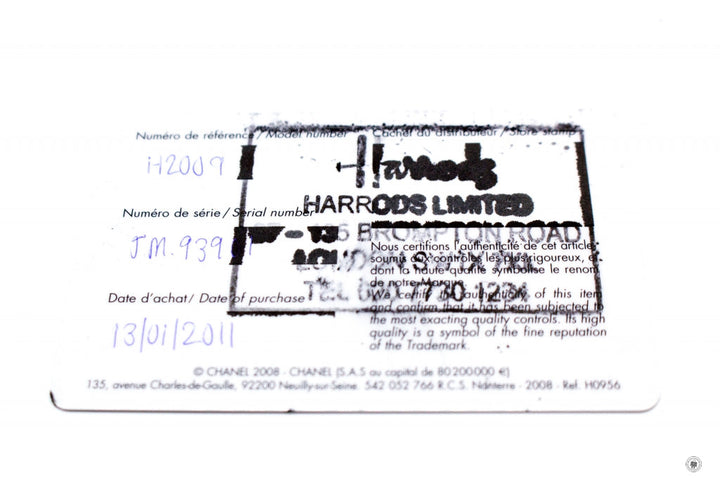 Numéro de référence / Model number
H2009
Numéro de série / Serial number
JM.939
Date d'achat / Date of purchase
13/01/2011
Cachet du distributeur / Store stamp
Harrods
HARRODS LIMITED
BROMPTON ROAD
TEL 730 1234
Nous certifions l'authenticité de cet article,
soumis aux contrôles les plus rigoureux, et
dont la haute qualité symbolise le renom
de notre Marque.
We certify the authenticity of this item
and confirm that it has been subjected to
the most exacting quality controls. Its high
quality is a symbol of the fine reputation
of the Trademark.
© CHANEL 2008 - CHANEL (S.A.S au capital de 80 200 000 €)
135, avenue Charles-de-Gaulle, 92200 Neuilly-sur-Seine. 542 052 766 R.C.S. Nanterre - 2008 - Ref. H0956